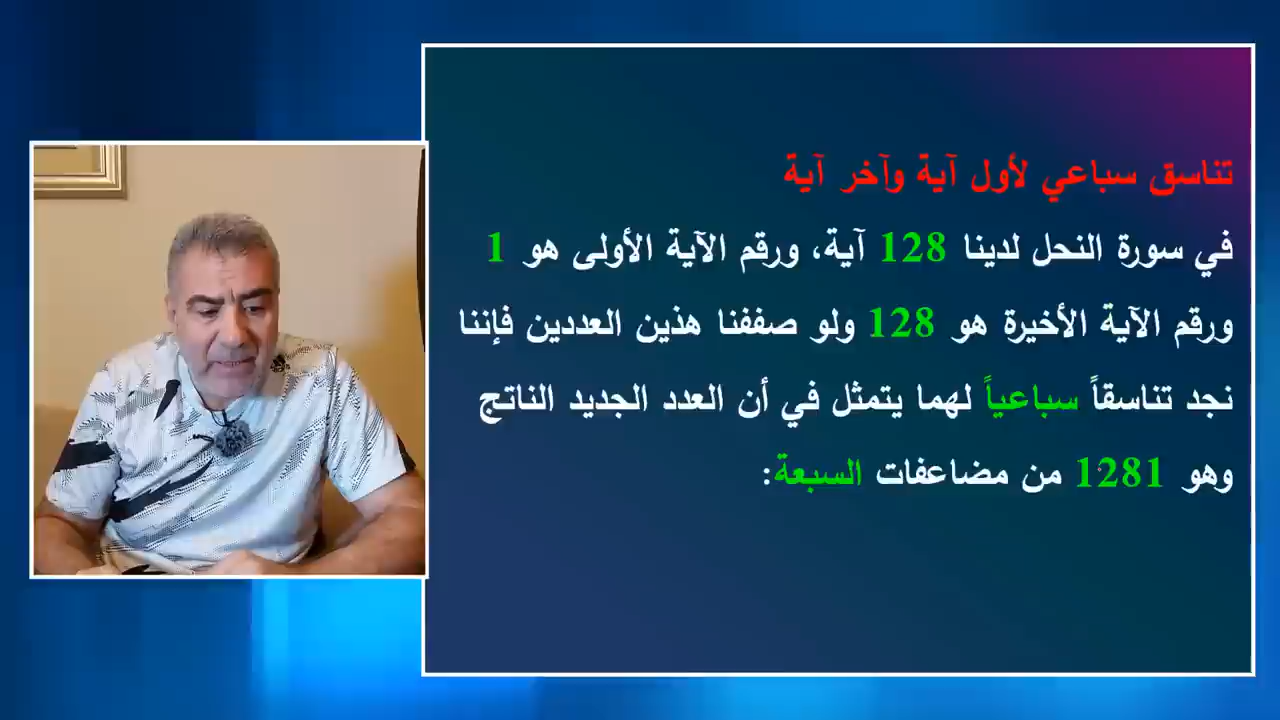 تناسق سباعي لأول آية وآخر آية
في سورة النحل لدينا 128 آية، ورقم الآية الأولى هو 1
ورقم الآية الأخيرة هو 128 ولو صففنا هذين العددين فإننا
نجد تناسقاً سباعياً لهما يتمثل في أن العدد الجديد الناتج
وهو 1281 من مضاعفات السبعة: